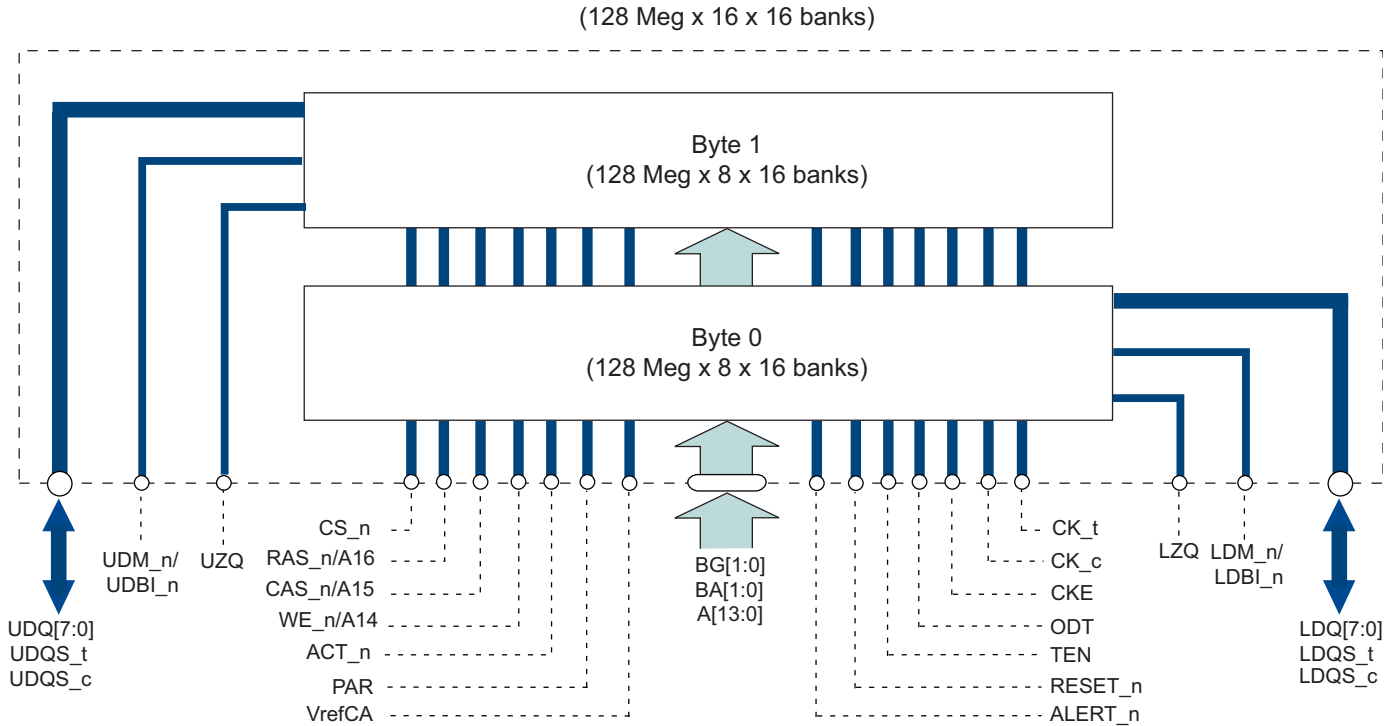 (128 Meg x 16 x 16 banks)
Byte 1
(128 Meg x 8 x 16 banks)
Byte 0
(128 Meg x 8 x 16 banks)
UDQ[7:0]
UDQS_t
UDQS_c
UDM_n/
UDBI_n
UZQ
CS_n
RAS_n/A16
CAS_n/A15
WE_n/A14
ACT_n
PAR
VrefCA
BG[1:0]
BA[1:0]
A[13:0]
CK_t
CK_c
CKE
ODT
TEN
RESET_n
ALERT_n
LZQ
LDM_n/
LDBI_n
LDQ[7:0]
LDQS_t
LDQS_c